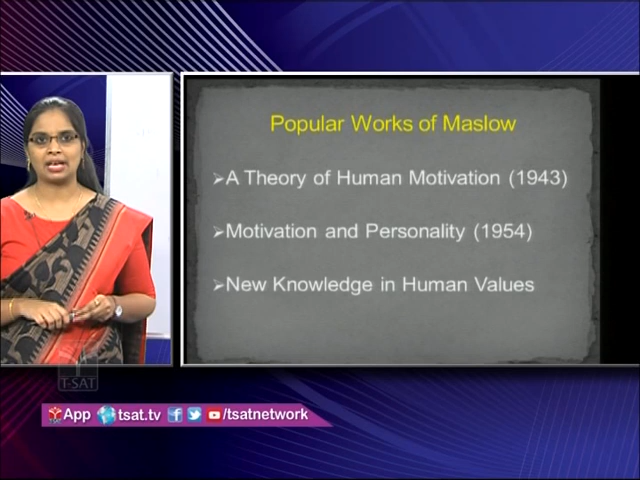 Popular Works of Maslow
➢A Theory of Human Motivation (1943)
➢Motivation and Personality (1954)
➢New Knowledge in Human Values
T-SAT
App tsat.tv /tsatnetwork